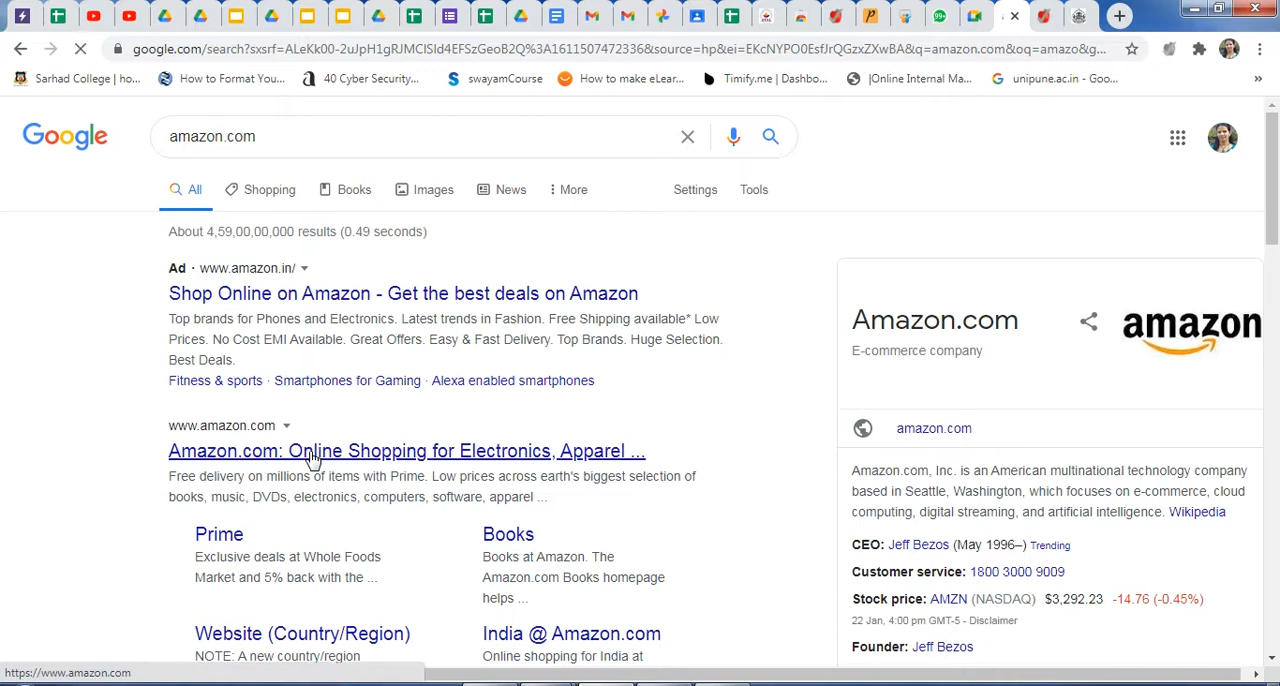 google.com/search?sxsrf=ALeKk00-2uJpH1gRJMClSId4EFSzGeoB2Q%3A1611507472336&source=hp&ei=EKcNYPO0EsfJrQGzxZXwBA&q=amazon.com&oq=amazo&g...
Sarhad College | ho... How to Format You... 40 Cyber Security... swayamCourse How to make eLear... Timify.me | Dashbo... |Online Internal Ma... unipune.ac.in - Goo... »
Google amazon.com
All Shopping Books Images News More Settings Tools
About 4,59,00,00,000 results (0.49 seconds)
Ad · www.amazon.in/
Shop Online on Amazon - Get the best deals on Amazon
Top brands for Phones and Electronics. Latest trends in Fashion. Free Shipping available* Low
Prices. No Cost EMI Available. Great Offers. Easy & Fast Delivery. Top Brands. Huge Selection.
Best Deals.
Fitness & sports · Smartphones for Gaming · Alexa enabled smartphones
www.amazon.com
Amazon.com: Online Shopping for Electronics, Apparel ...
Free delivery on millions of items with Prime. Low prices across earth's biggest selection of
books, music, DVDs, electronics, computers, software, apparel ...
Prime
Exclusive deals at Whole Foods
Market and 5% back with the ...
Books
Books at Amazon. The
Amazon.com Books homepage
helps ...
Website (Country/Region)
NOTE: A new country/region
India @ Amazon.com
Online shopping for India at
Amazon.com
E-commerce company
amazon
amazon.com
Amazon.com, Inc. is an American multinational technology company
based in Seattle, Washington, which focuses on e-commerce, cloud
computing, digital streaming, and artificial intelligence. Wikipedia
CEO: Jeff Bezos (May 1996–) Trending
Customer service: 1800 3000 9009
Stock price: AMZN (NASDAQ) $3,292.23 -14.76 (-0.45%)
22 Jan, 4:00 pm GMT-5 - Disclaimer
Founder: Jeff Bezos
https://www.amazon.com